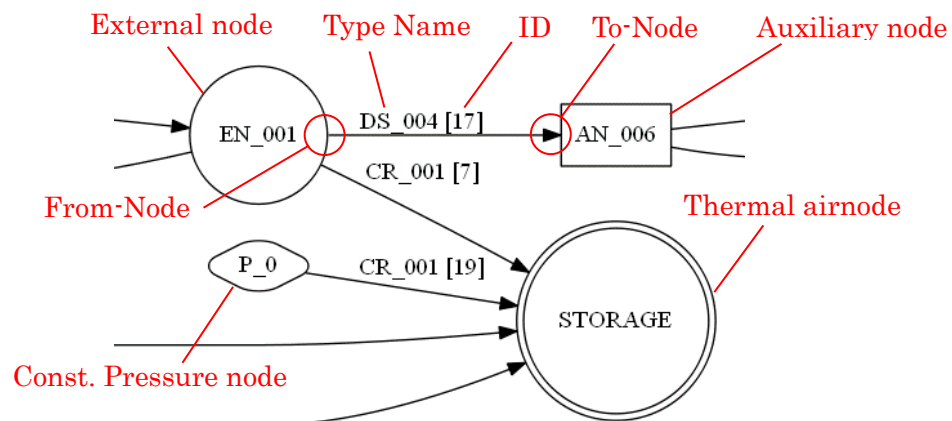 External node
Type Name
ID
To-Node
Auxiliary node
EN_001
DS_004 [17]
AN_006
CR_001 [7]
From-Node
Thermal airnode
P_0
CR_001 [19]
STORAGE
Const. Pressure node